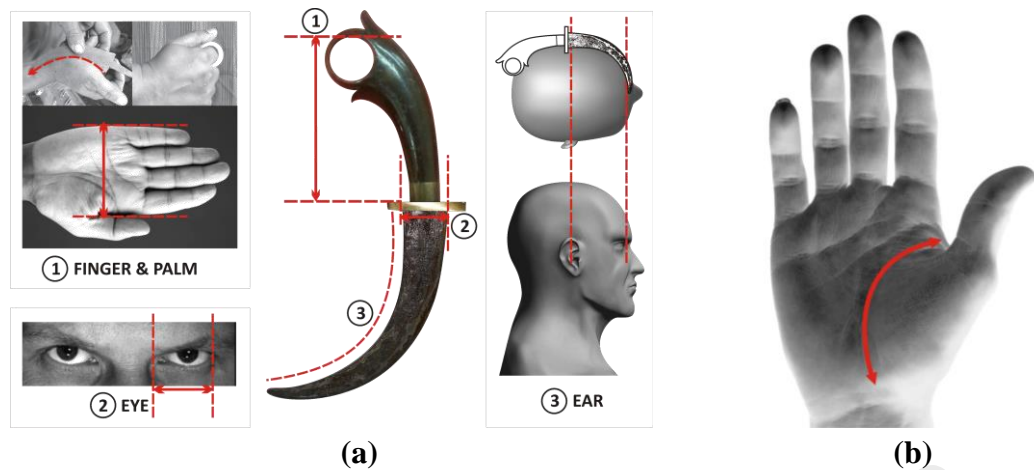 ①
② 
③
① FINGER & PALM
② EYE
③ EAR
(a)
(b)